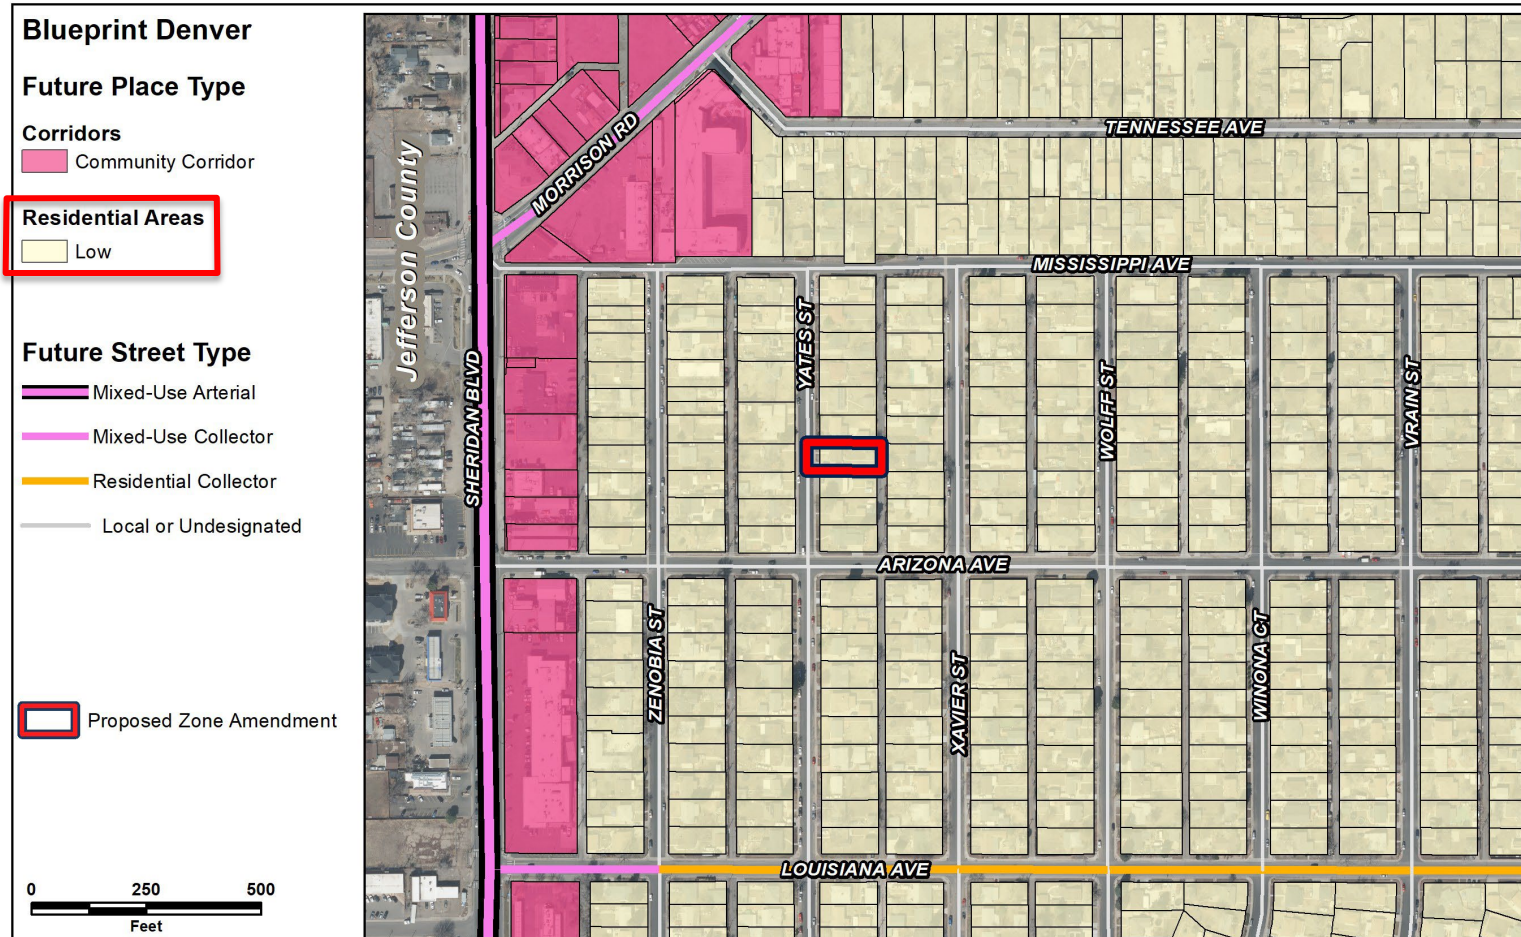 Blueprint Denver
Future Place Type
Corridors
Community Corridor
Residential Areas
Low
Future Street Type
Mixed-Use Arterial
Mixed-Use Collector
Residential Collector
Local or Undesignated
Proposed Zone Amendment
0 250 500
Feet
Jefferson County
SHERIDAN BLVD
MORRISON RD
TENNESSEE AVE
MISSISSIPPI AVE
YATES ST
WOLFF ST
VRAIN ST
ARIZONA AVE
ZENOBIA ST
XAVIER ST
WINONA CT
LOUISIANA AVE